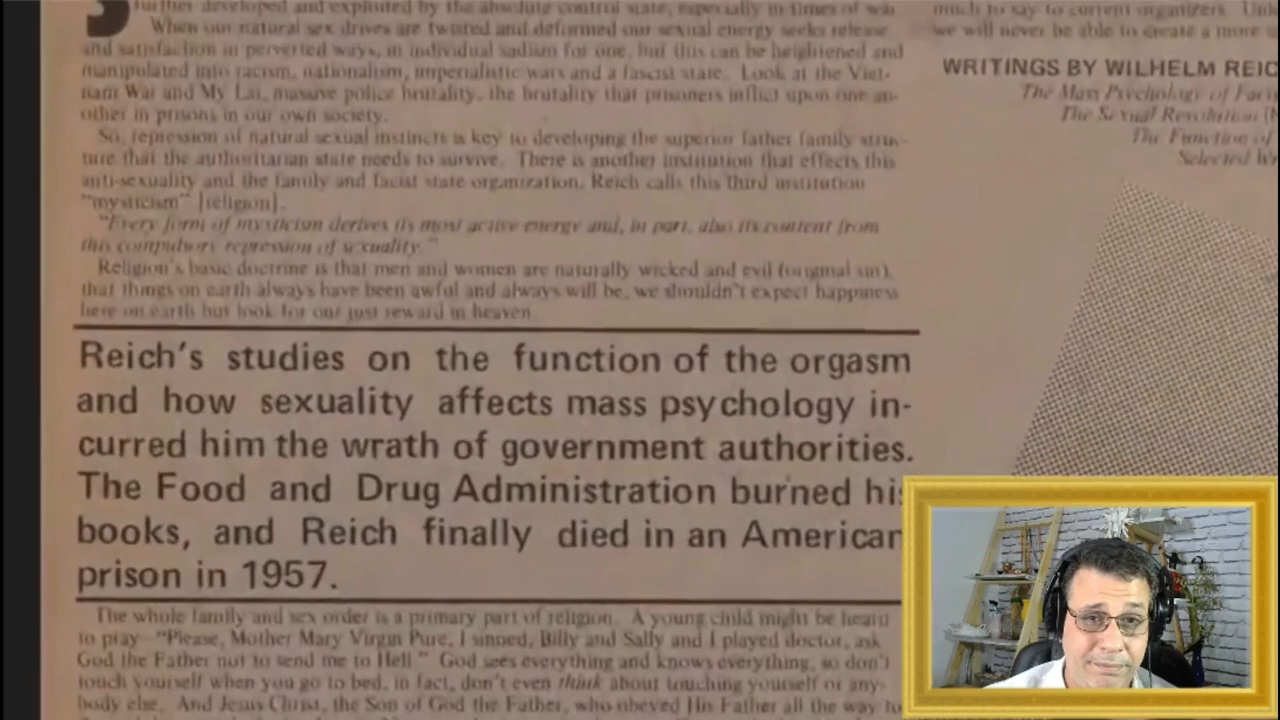 further developed and exploited by the absolute control state, especially in times of war
When our natural sex drives are twisted and deformed our sexual energy seeks release
and satisfaction in perverted ways, in individual sadism for one, but this can be heightened and
manipulated into racism, nationalism, imperialistic wars and a fascist state. Look at the Viet-
nam War and My Lai, massive police brutality, the brutality that prisoners inflict upon one an-
other in prisons in our own society.
So, repression of natural sexual instincts is key to developing the superior father family struc-
ture that the authoritarian state needs to survive. There is another institution that effects this
anti-sexuality and the family and facist state organization. Reich calls this third institution
"mysticism" [religion].
"Every form of mysticism derives its most active energy and, in part, also its content from
this compulsory repression of sexuality."
Religion's basic doctrine is that men and women are naturally wicked and evil (original sin),
that things on earth always have been awful and always will be, we shouldn't expect happiness
here on earth but look for our just reward in heaven.
Reich's studies on the function of the orgasm
and how sexuality affects mass psychology in-
curred him the wrath of government authorities.
The Food and Drug Administration burned his
books, and Reich finally died in an American
prison in 1957.
The whole family and sex order is a primary part of religion. A young child might be heard
to pray "Please, Mother Mary Virgin Pure, I sinned, Billy and Sally and I played doctor, ask
God the Father not to send me to Hell." God sees everything and knows everything, so don't
touch yourself when you go to bed, in fact, don't even think about touching yourself or any-
body else. And Jesus Christ, the Son of God the Father, who obeyed His Father all the way to
much to say to current organizers.
we will never be able to create a more
WRITINGS BY WILHELM REIC
The Mass Psychology of
The Sexual Revolution
The Function of
Selected